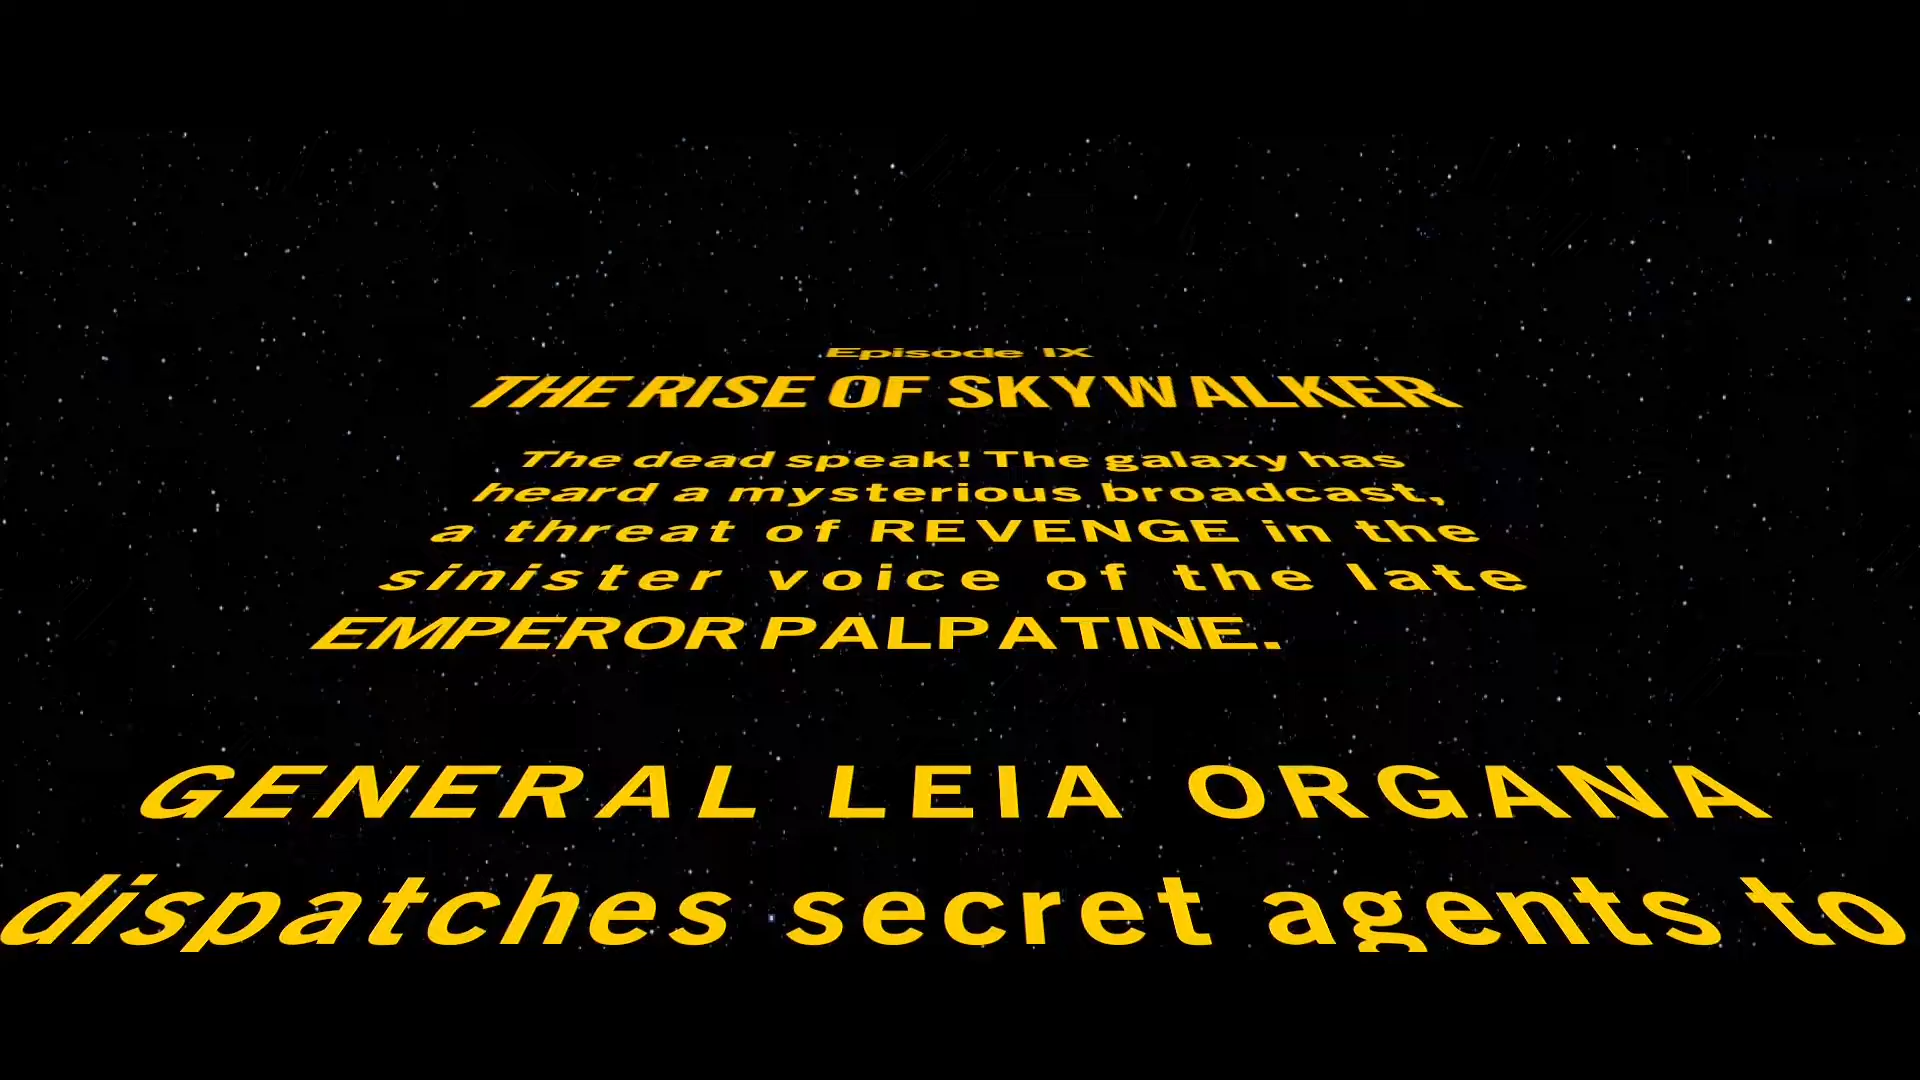 Episode IX
THE RISE OF SKYWALKER
The dead speak! The galaxy has
heard a mysterious broadcast,
a threat of REVENGE in the
sinister voice of the late
EMPEROR PALPATINE.
GENERAL LEIA ORGANA
dispatches secret agents to